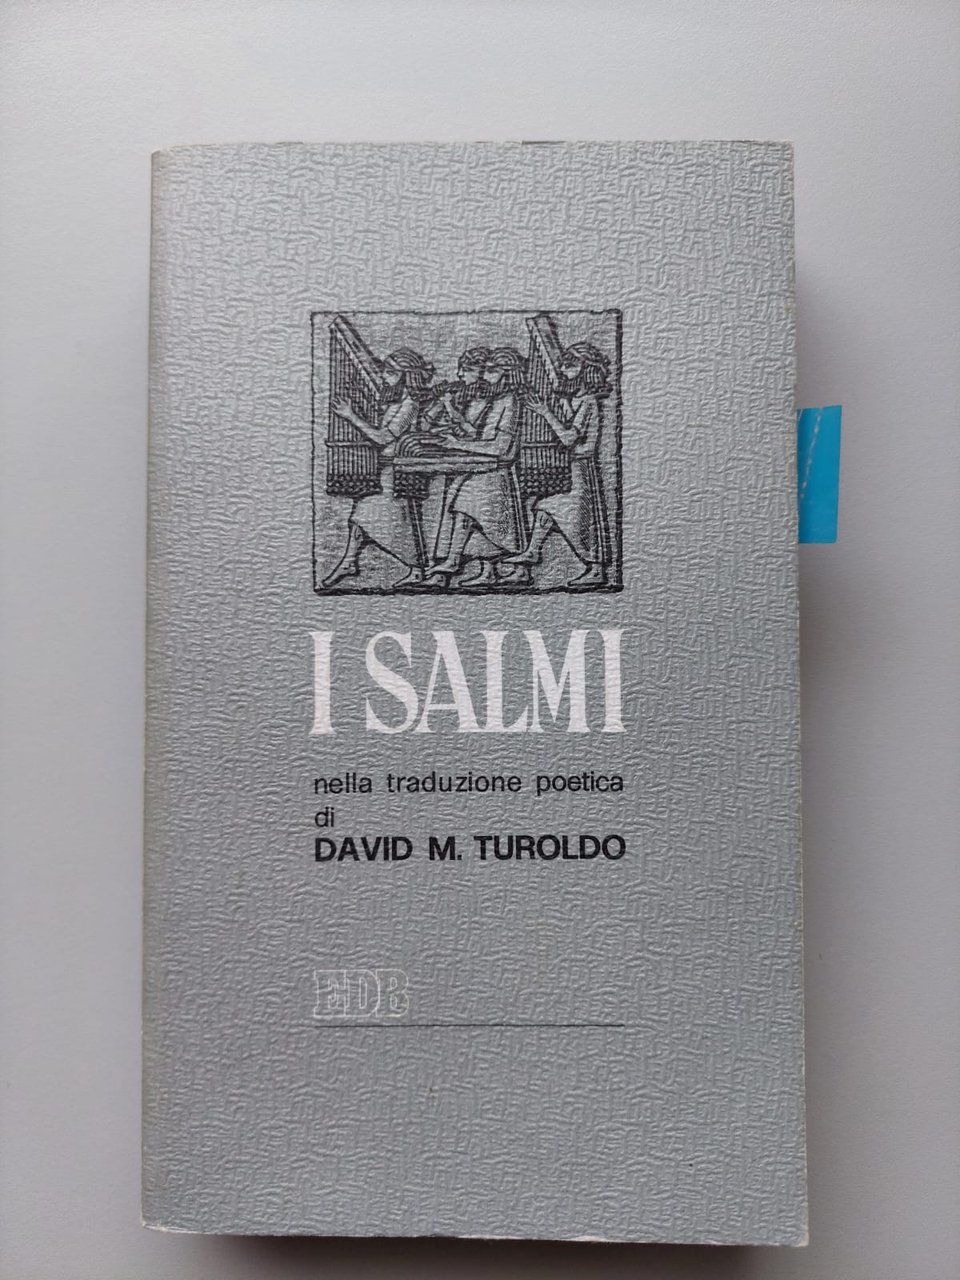 I SALMI
nella traduzione poetica
di
DAVID M. TUROLDO
EDB